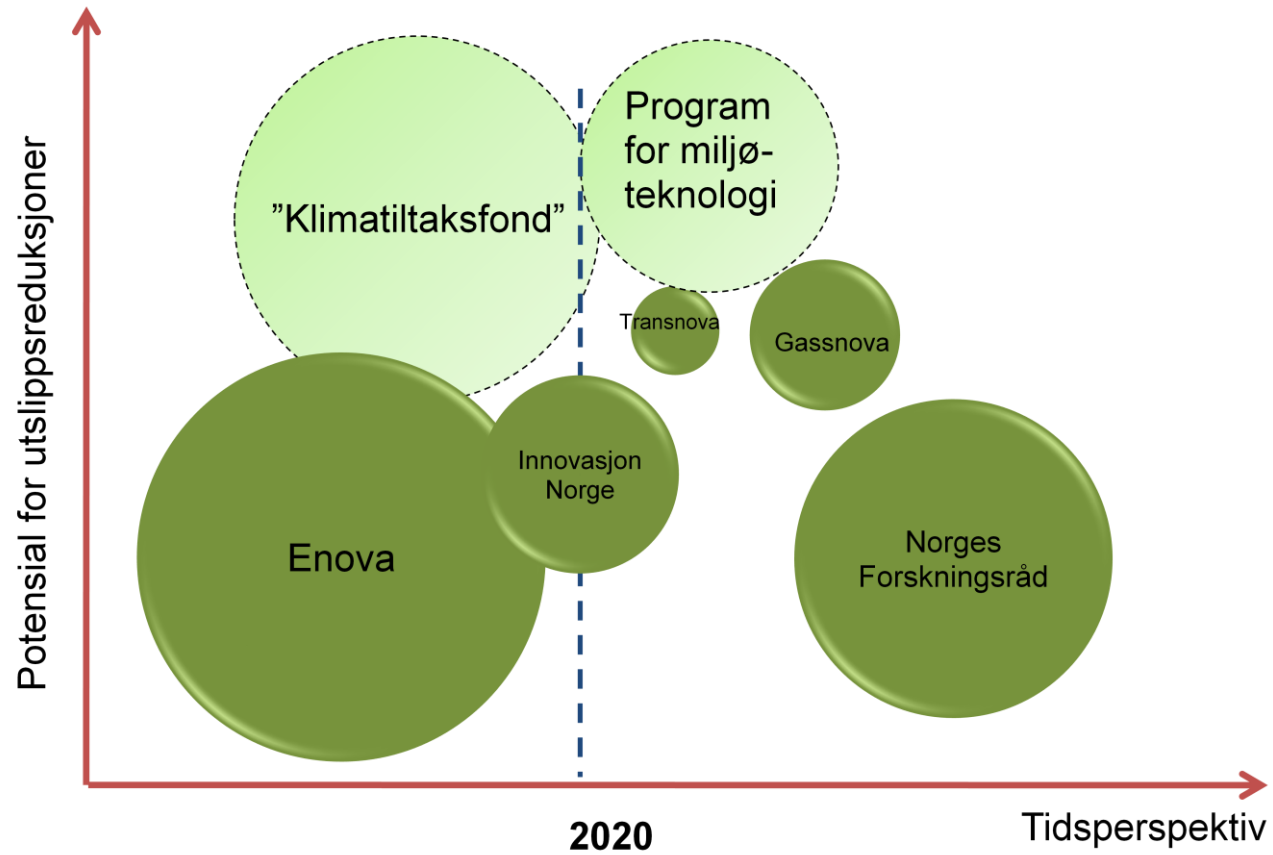 Potensial for utslippsreduksjoner
Program
for miljø-
teknologi
”Klimatiltaksfond”
Transnova
Gassnova
Innovasjon
Norge
Enova
Norges
Forskningsråd
2020
Tidsperspektiv